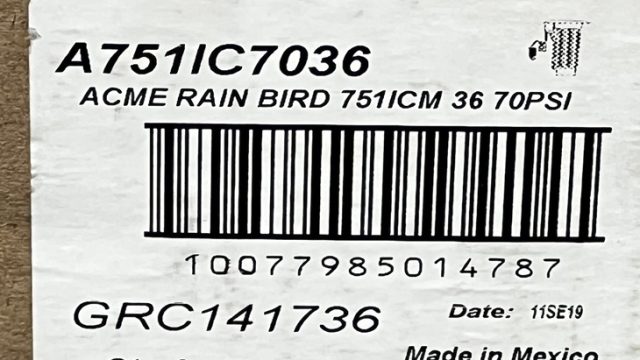 A751IC7036
ACME RAIN BIRD 751ICM 36 70PSI
10077985014787
GRC141736
Date: 11SE19
Made in Mexico